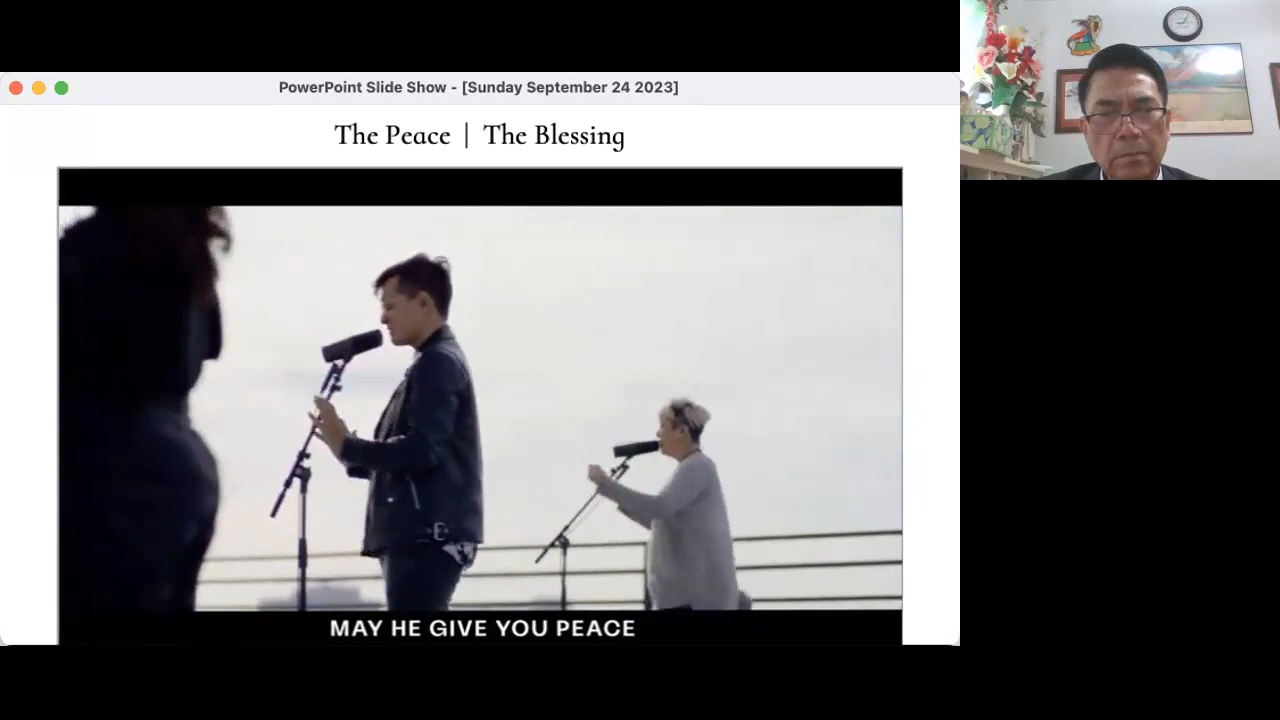 PowerPoint Slide Show - [Sunday September 24 2023]
The Peace | The Blessing
MAY HE GIVE YOU PEACE